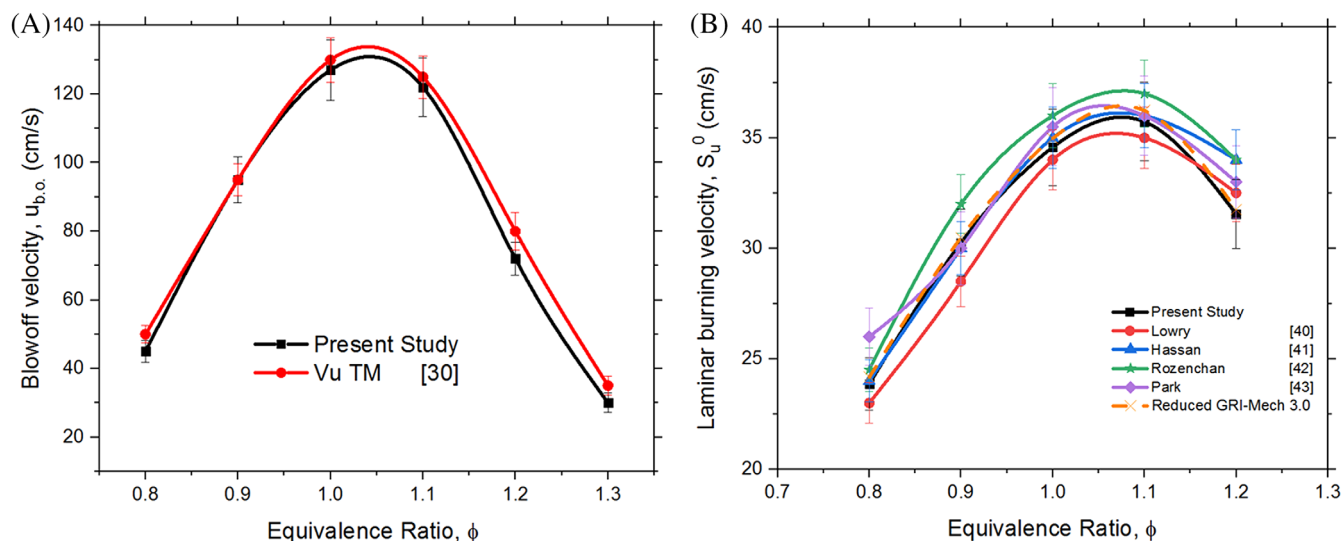 (A)
Blowoff velocity, u b.o. (cm/s)
140
120
100
80
60
40
20
0.8 0.9 1.0 1.1 1.2 1.3
Equivalence Ratio, ϕ
Present Study
Vu TM [30]
(B)
Laminar burning velocity, S u 0 (cm/s)
40
35
30
25
20
0.7 0.8 0.9 1.0 1.1 1.2 1.3
Equivalence Ratio, ϕ
Present Study
Lowry [40]
Hassan [41]
Rozenchan [42]
Park [43]
Reduced GRI-Mech 3.0